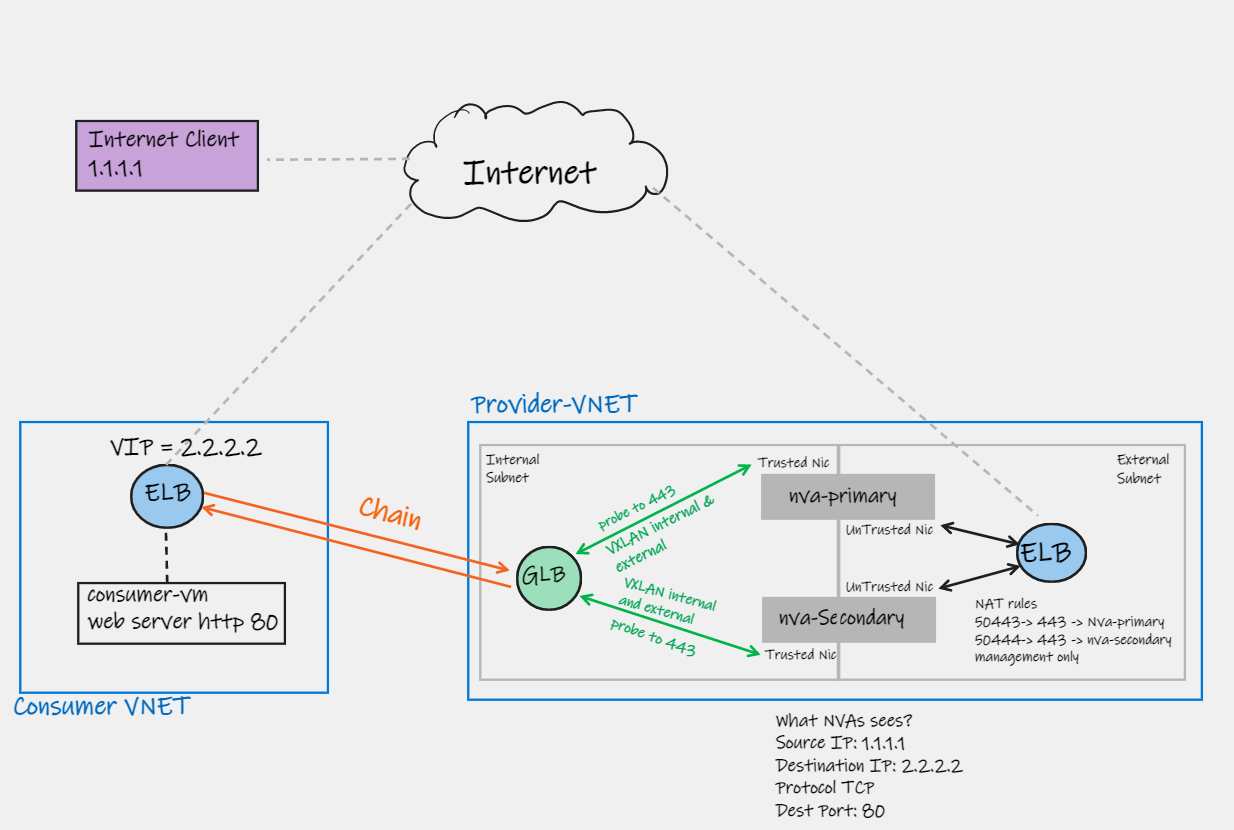 Internet Client
1.1.1.1
Internet
Provider-VNET
VIP = 2.2.2.2
ELB
Chain
consumer-vm
web server http 80
Consumer VNET
Internal
Subnet
External
Subnet
Trusted Nic
nva-primary
UnTrusted Nic
probe to 443
VXLAN internal &
external
GLB
VXLAN internal
and external
probe to 443
UnTrusted Nic
nva-Secondary
Trusted Nic
ELB
NAT rules
50443-> 443 -> Nva-primary
50444-> 443 -> nva-secondary
management only
What NVAs sees?
Source IP: 1.1.1.1
Destination IP: 2.2.2.2
Protocol TCP
Dest Port: 80